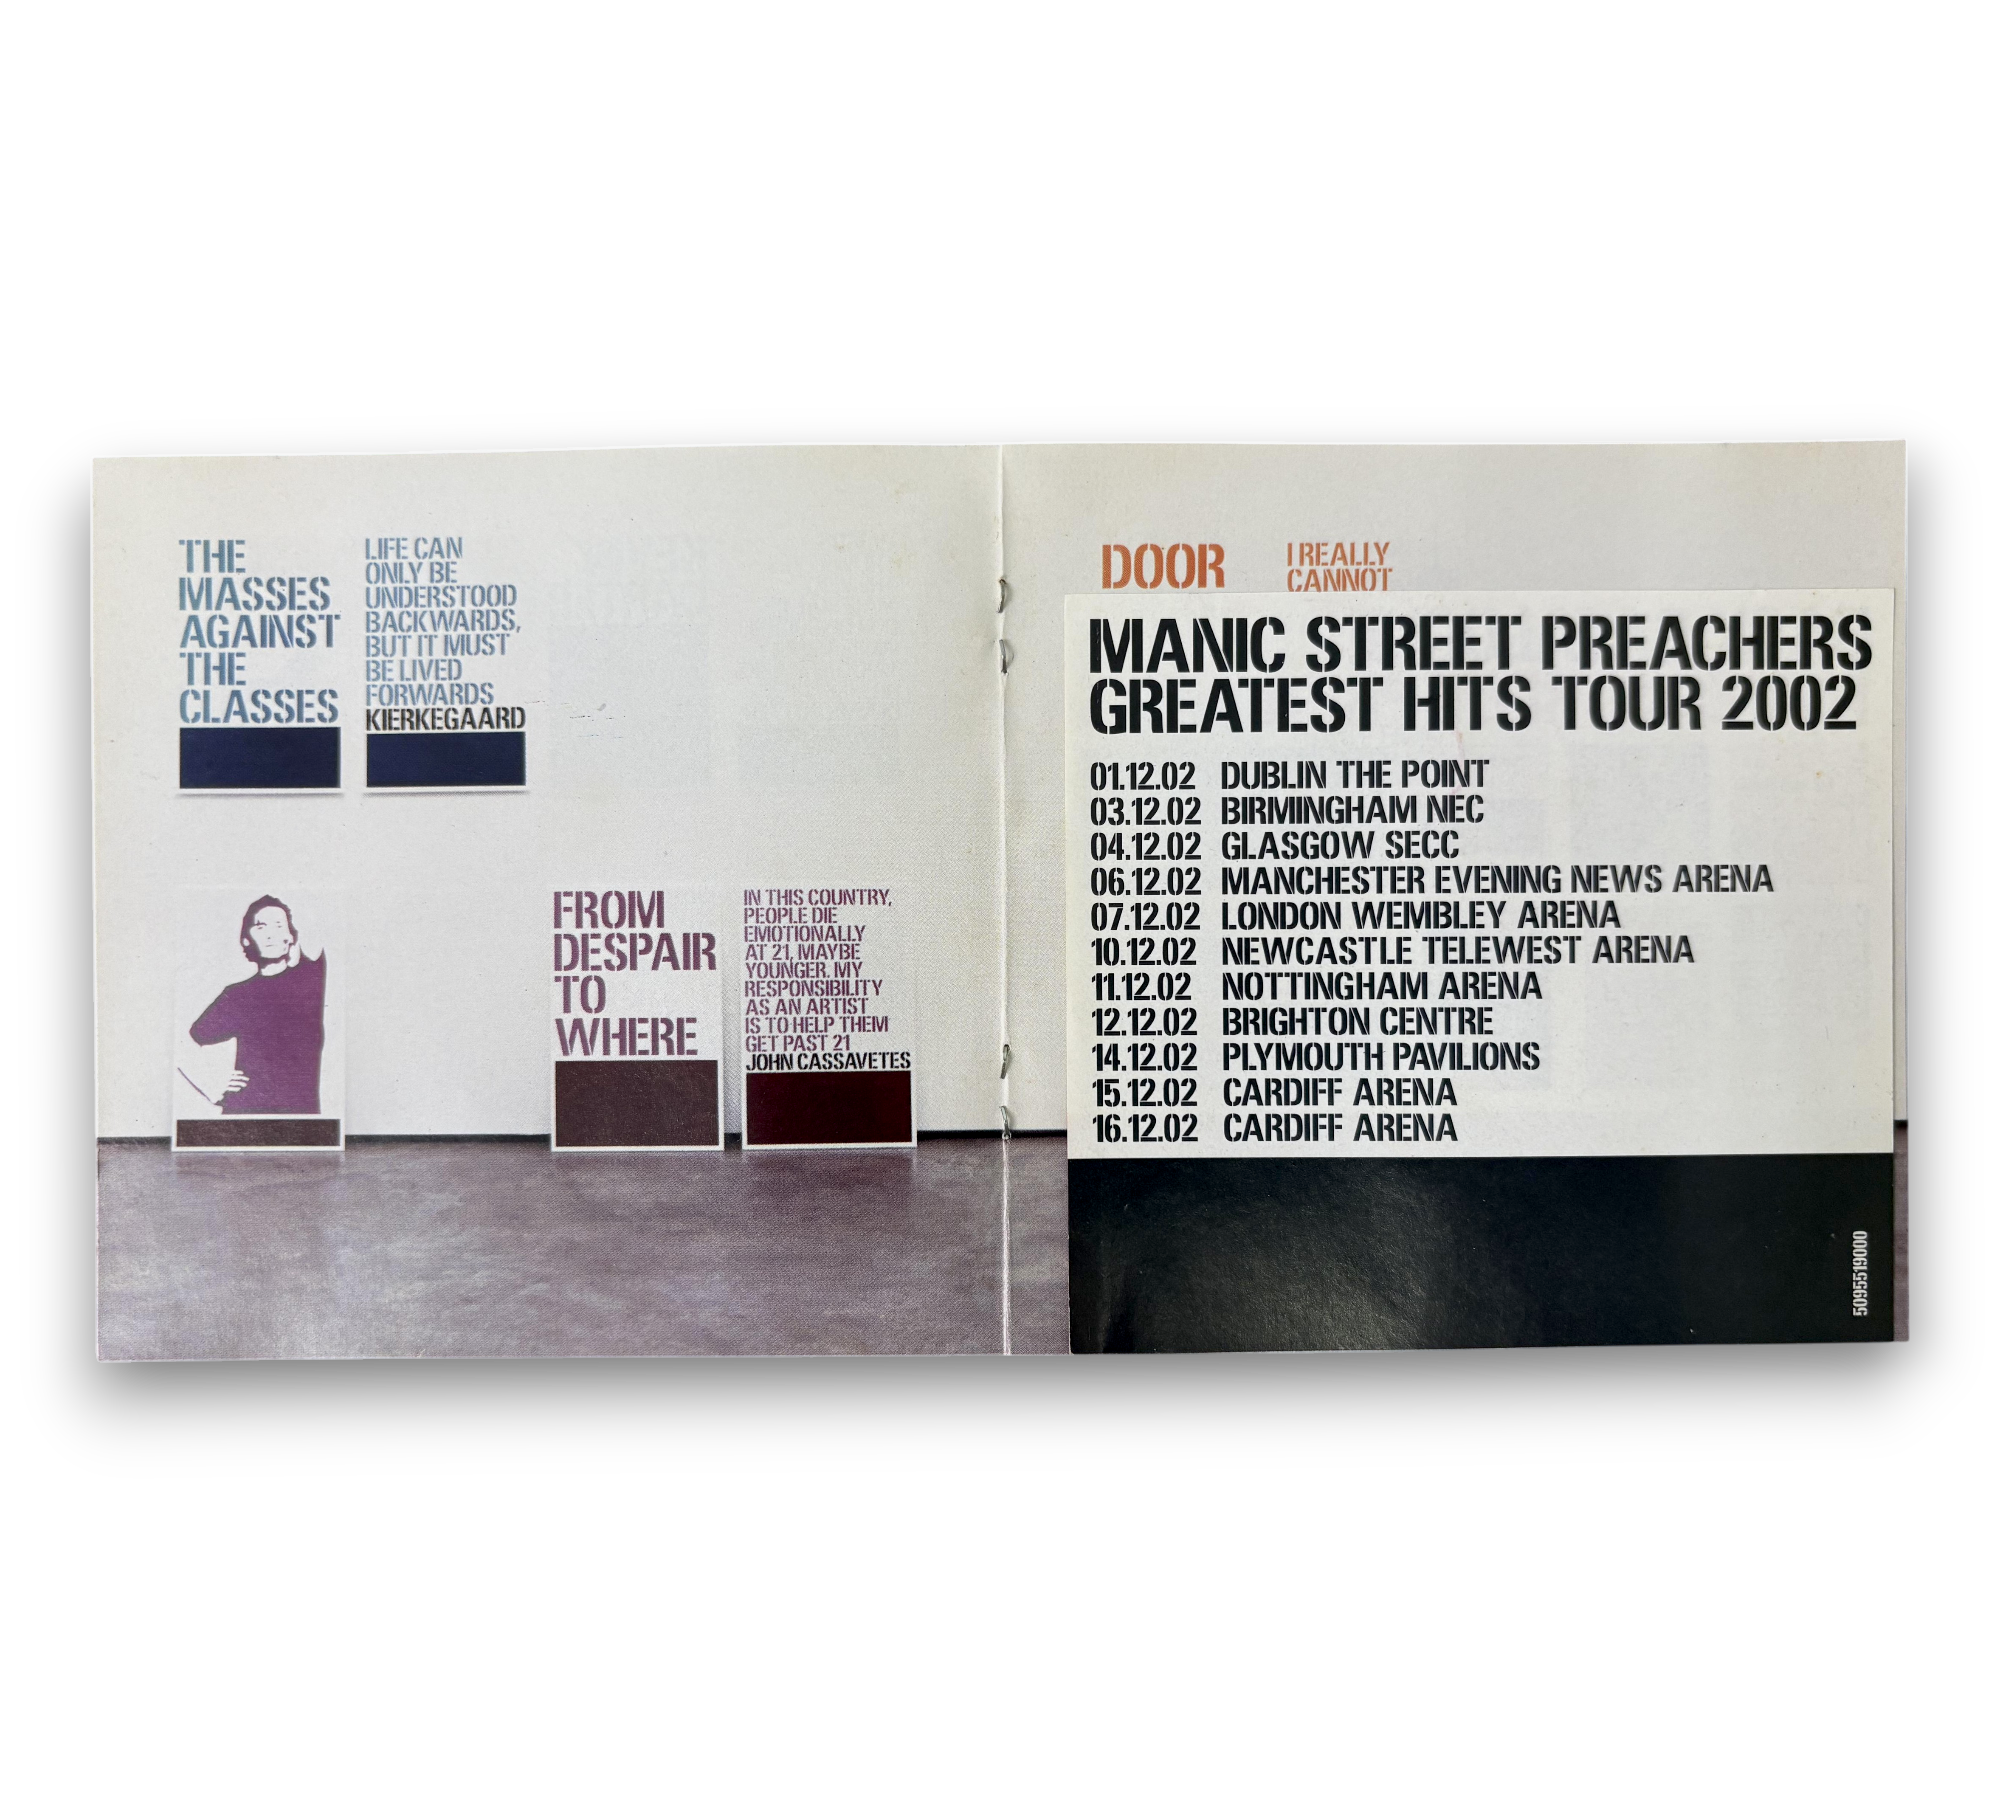 THE
MASSES
AGAINST
THE
CLASSES
LIFE CAN
ONLY BE
UNDERSTOOD
BACKWARDS,
BUT IT MUST
BE LIVED
FORWARDS
KIERKEGAARD
FROM
DESPAIR
TO
WHERE
IN THIS COUNTRY,
PEOPLE DIE
EMOTIONALLY
AT 21, MAYBE
YOUNGER. MY
RESPONSIBILITY
AS AN ARTIST
IS TO HELP THEM
GET PAST 21
JOHN CASSAVETES
DOOR
I REALLY
CANNOT
MANIC STREET PREACHERS
GREATEST HITS TOUR 2002
01.12.02 DUBLIN THE POINT
03.12.02 BIRMINGHAM NEC
04.12.02 GLASGOW SECC
06.12.02 MANCHESTER EVENING NEWS ARENA
07.12.02 LONDON WEMBLEY ARENA
10.12.02 NEWCASTLE TELEWEST ARENA
11.12.02 NOTTINGHAM ARENA
12.12.02 BRIGHTON CENTRE
14.12.02 PLYMOUTH PAVILIONS
15.12.02 CARDIFF ARENA
16.12.02 CARDIFF ARENA
5095519000